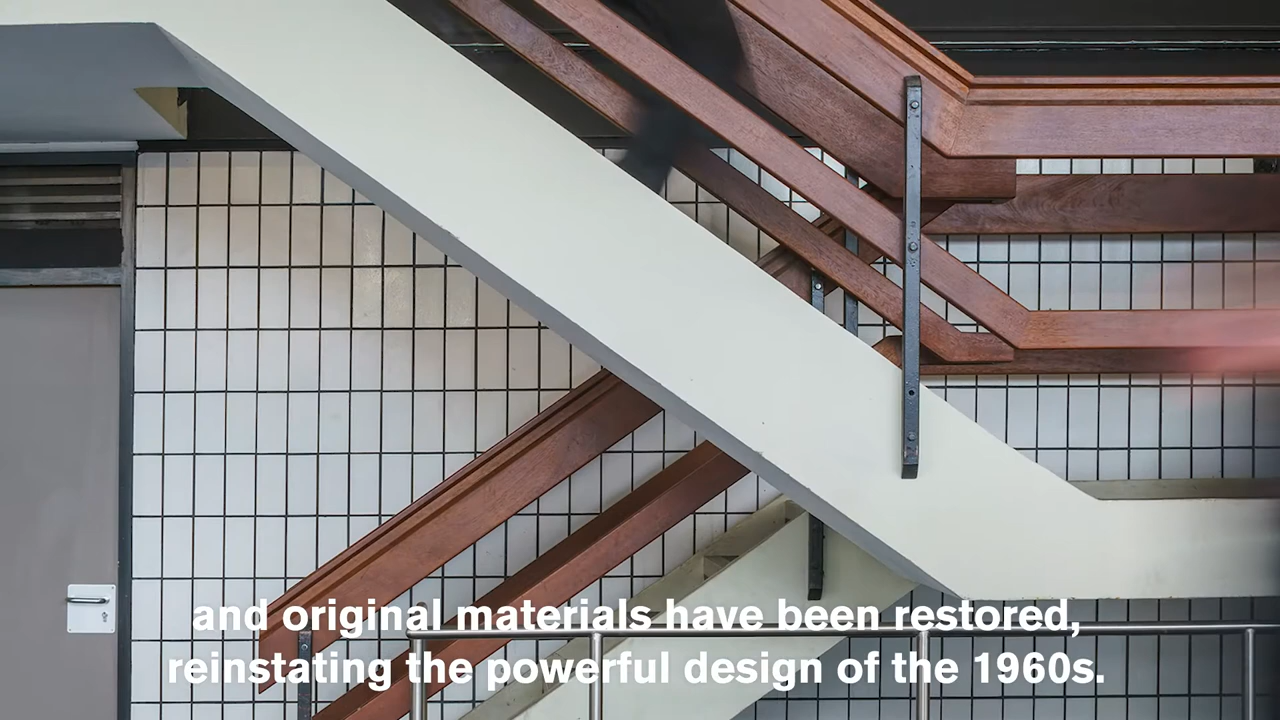 and original materials have been restored,
reinstating the powerful design of the 1960s.